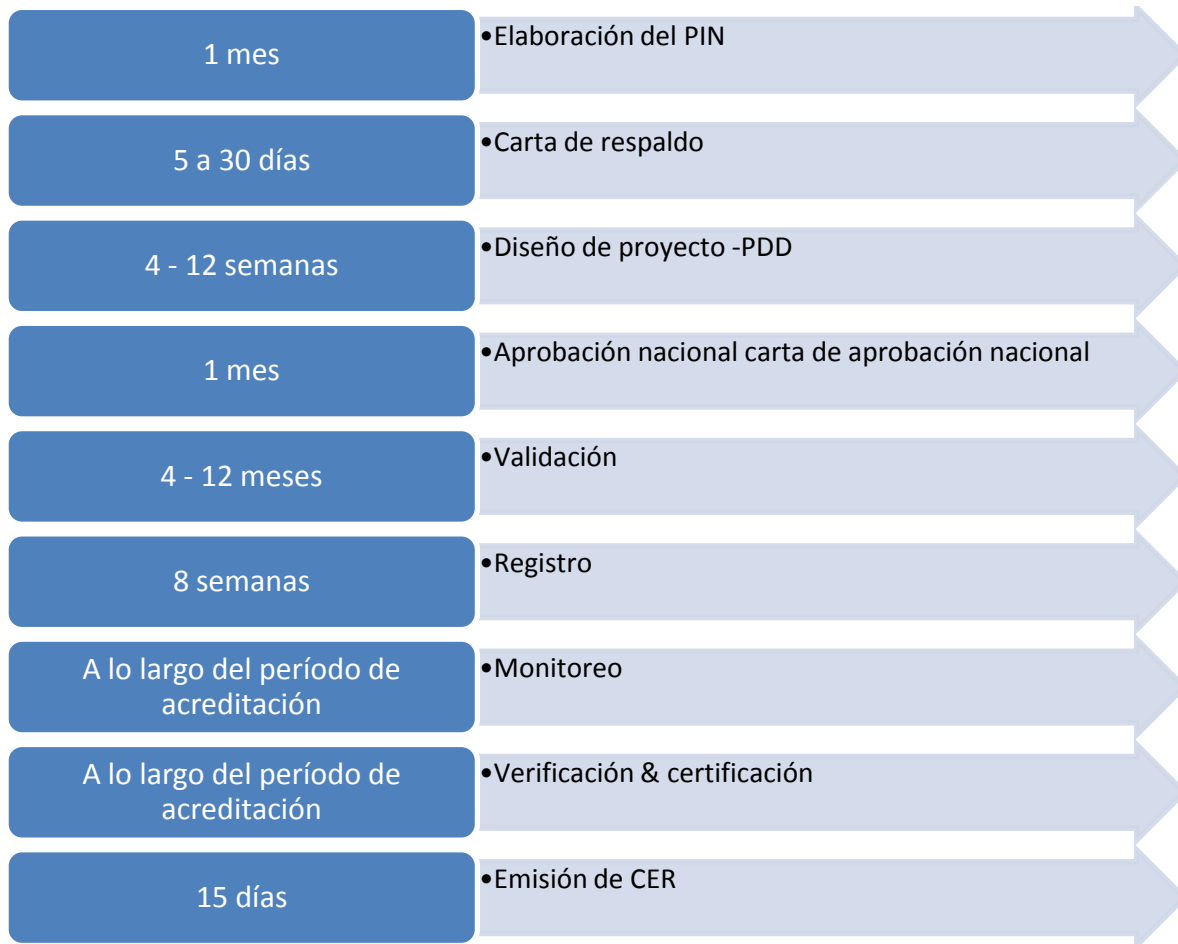 1 mes
•Elaboración del PIN
5 a 30 días
•Carta de respaldo
4 - 12 semanas
•Diseño de proyecto -PDD
1 mes
•Aprobación nacional carta de aprobación nacional
4 - 12 meses
•Validación
8 semanas
•Registro
A lo largo del período de
acreditación
•Monitoreo
A lo largo del período de
acreditación
•Verificación & certificación
15 días
•Emisión de CER